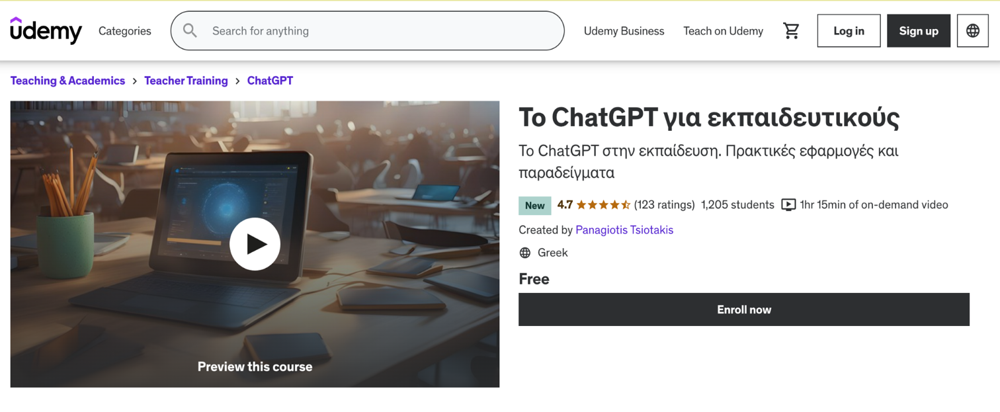 udemy
Categories
Search for anything
Udemy Business
Teach on Udemy
Log in
Sign up
Teaching & Academics > Teacher Training > ChatGPT
Preview this course
Το ChatGPT για εκπαιδευτικούς
Το ChatGPT στην εκπαίδευση. Πρακτικές εφαρμογές και
παραδείγματα
New 4.7 (123 ratings) 1,205 students 1hr 15min of on-demand video
Created by Panagiotis Tsiotakis
Greek
Free
Enroll now